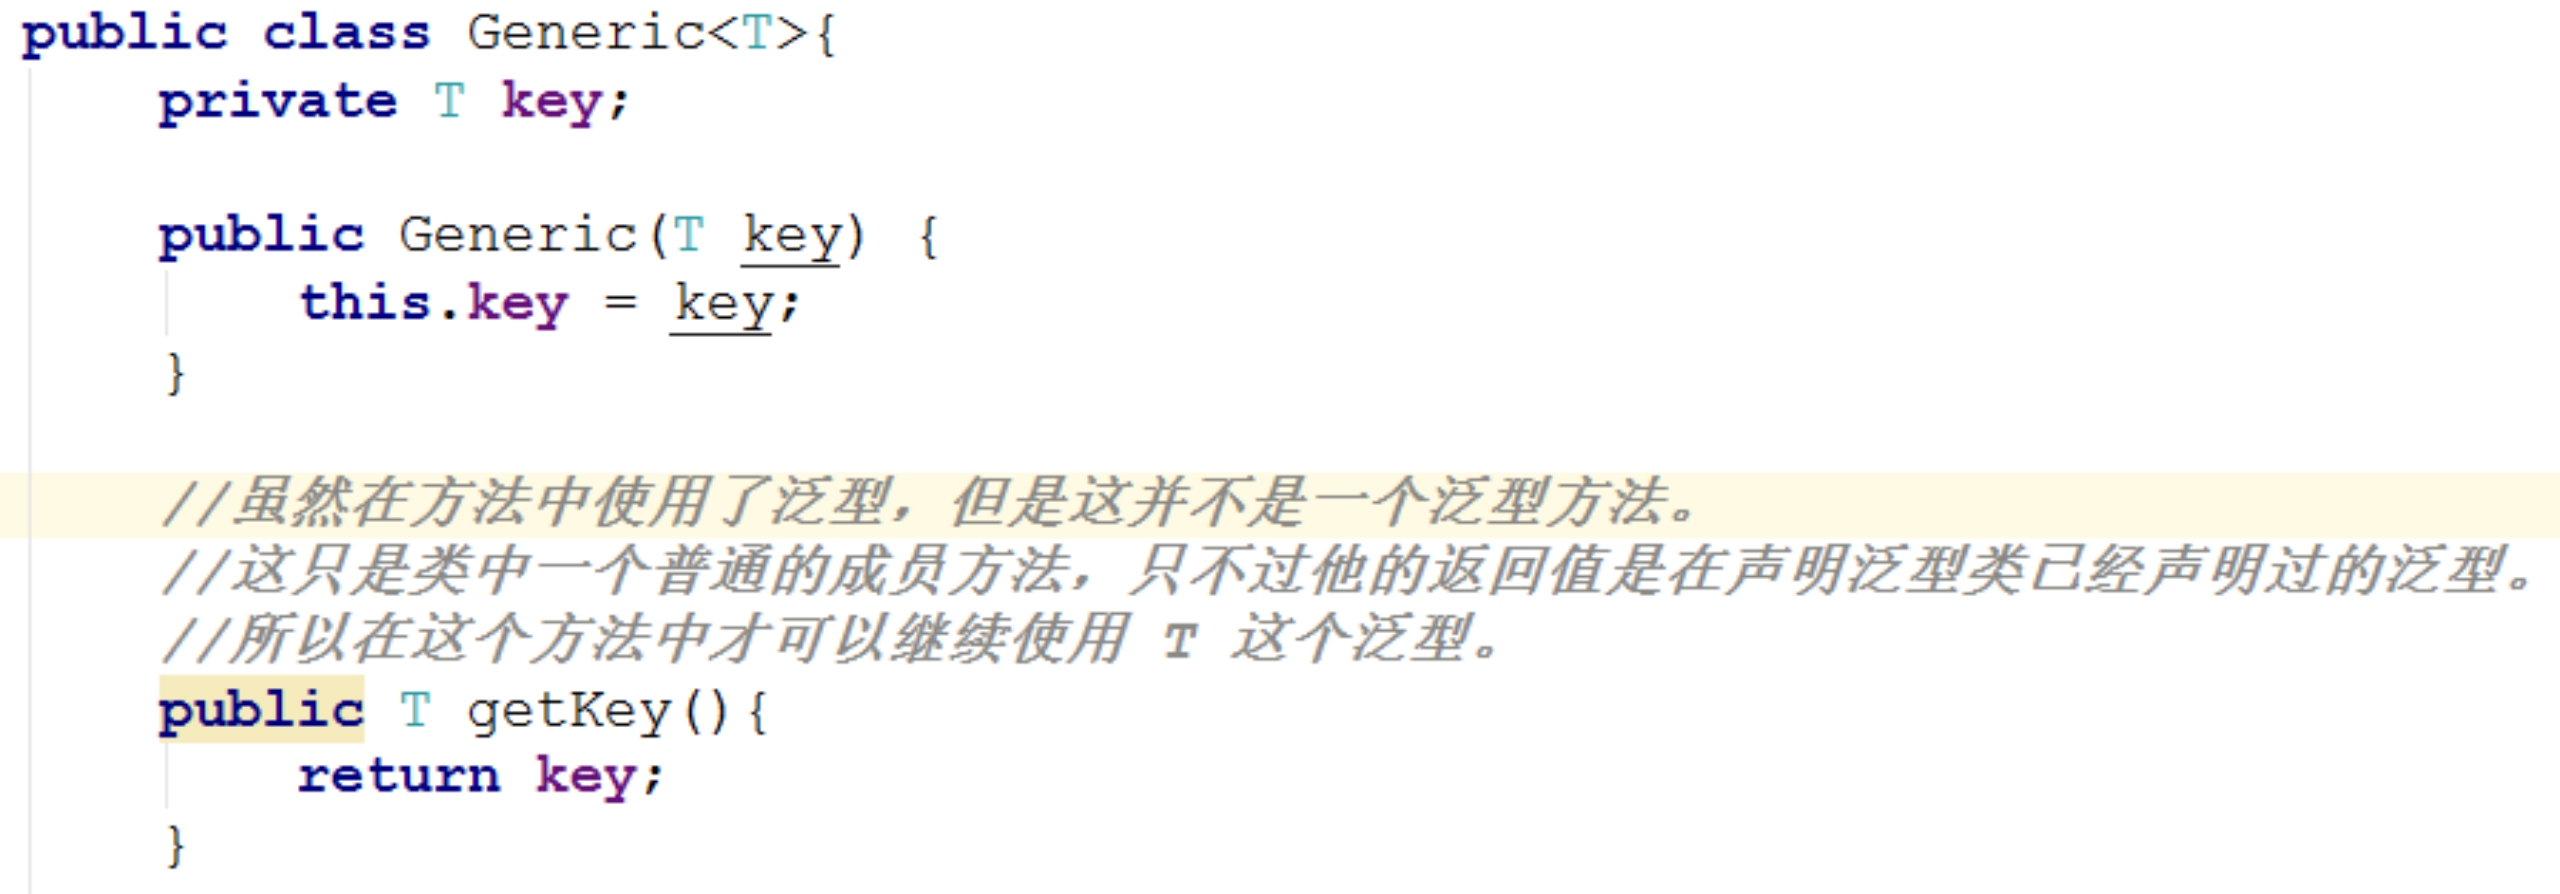 public class Generic<T>{
private T key;
public Generic(T key) {
this.key = key;
}
//虽然在方法中使用了泛型，但是这并不是一个泛型方法。
//这只是类中一个普通的成员方法，只不过他的返回值是在声明泛型类已经声明过的泛型。
//所以在这个方法中才可以继续使用 T 这个泛型。
public T getKey(){
return key;
}